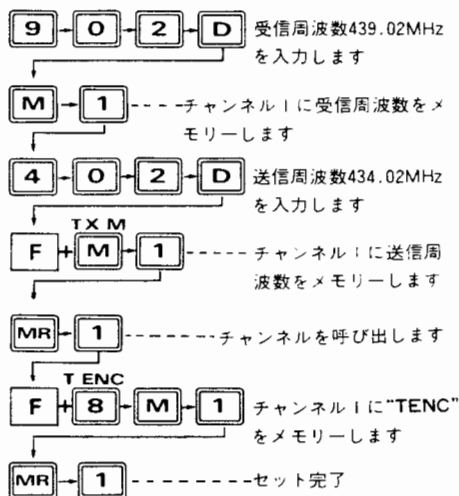 9 0 2 D 受信周波数439.02MHz
を入力します
M 1 チャンネル1に受信周波数をメ
モリーします
4 0 2 D 送信周波数434.02MHz
を入力します
TX M
F + M 1 チャンネル1に送信周
波数をメモリーします
MR 1 チャンネルを呼び出します
T ENC
F + 8 M 1 チャンネル1に"TENC"
をメモリーします
MR 1 セット完了